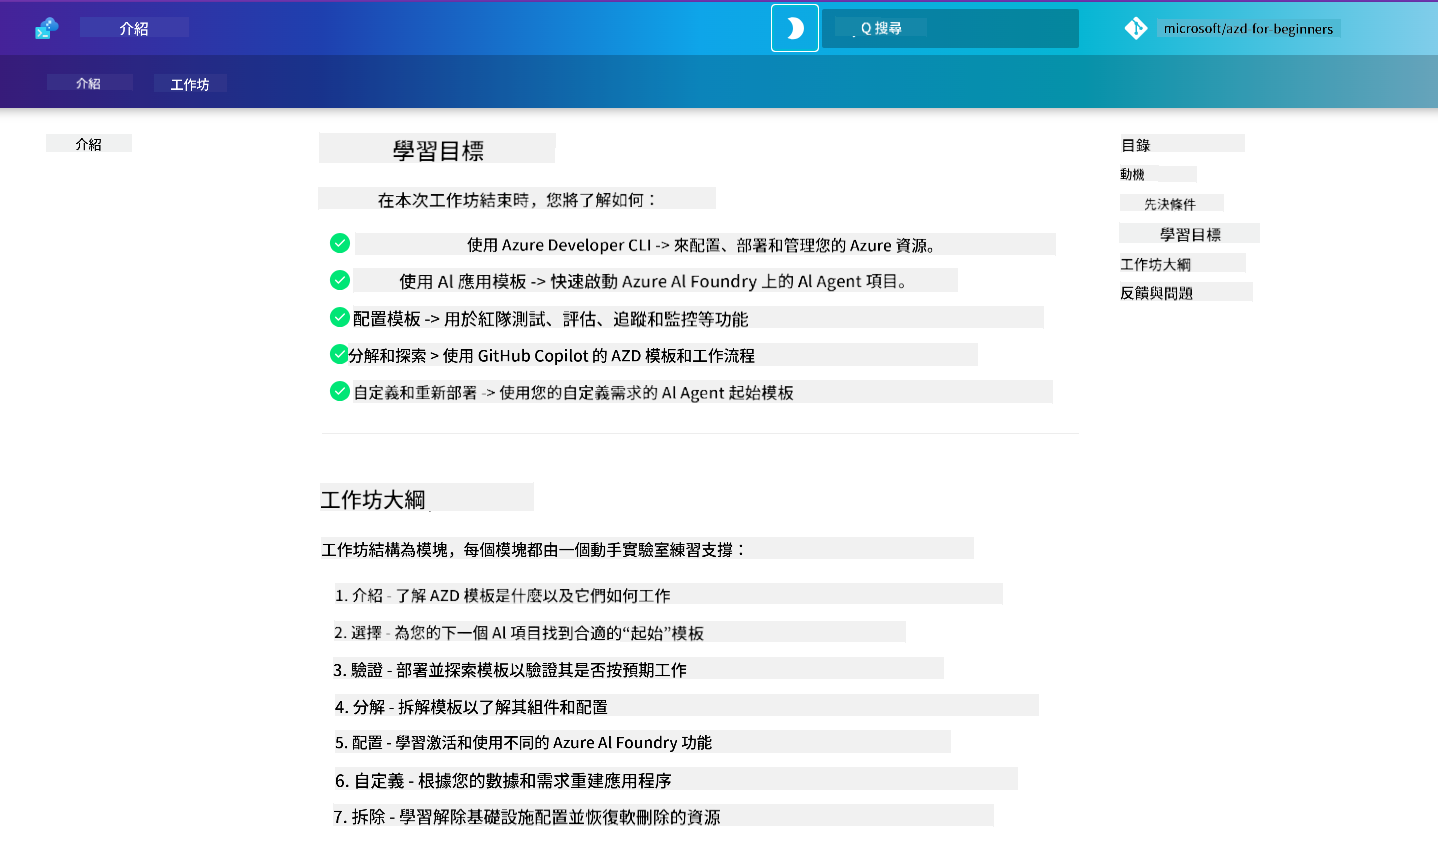 介紹
Q 搜尋
microsoft/azd-for-beginners
介紹
工作坊
介紹
學習目標
在本次工作坊結束時，您將了解如何：
使用 Azure Developer CLI -> 來配置、部署和管理您的 Azure 資源。
使用 Al 應用模板 -> 快速啟動 Azure Al Foundry 上的 Al Agent 項目。
配置模板 -> 用於紅隊測試、評估、追蹤和監控等功能
分解和探索 > 使用 GitHub Copilot 的 AZD 模板和工作流程
自定義和重新部署 -> 使用您的自定義需求的 Al Agent 起始模板
工作坊大綱
工作坊結構為模塊，每個模塊都由一個動手實驗室練習支撐：
1. 介紹 - 了解 AZD 模板是什麼以及它們如何工作
2. 選擇 - 為您的下一個 Al 項目找到合適的“起始”模板
3. 驗證 - 部署並探索模板以驗證其是否按預期工作
4. 分解 - 拆解模板以了解其組件和配置
5. 配置 - 學習激活和使用不同的 Azure Al Foundry 功能
6. 自定義 - 根據您的數據和需求重建應用程序
7. 拆除 - 學習解除基礎設施配置並恢復軟刪除的資源
目錄
動機
先決條件
學習目標
工作坊大綱
反饋與問題